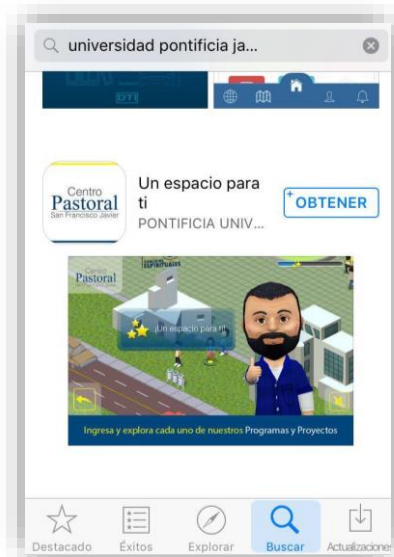 universidad pontificia ja...
DTI
Centro
Pastoral
San Francisco Javier
Un espacio para
ti
PONTIFICIA UNIV...
+OBTENER
Centro
Pastoral
ESPIRITUALES
¡Un espacio para ti!
Ingresa y explora cada uno de nuestros Programas y Proyectos
Destacado
Éxitos
Explorar
Buscar
Actualizaciones